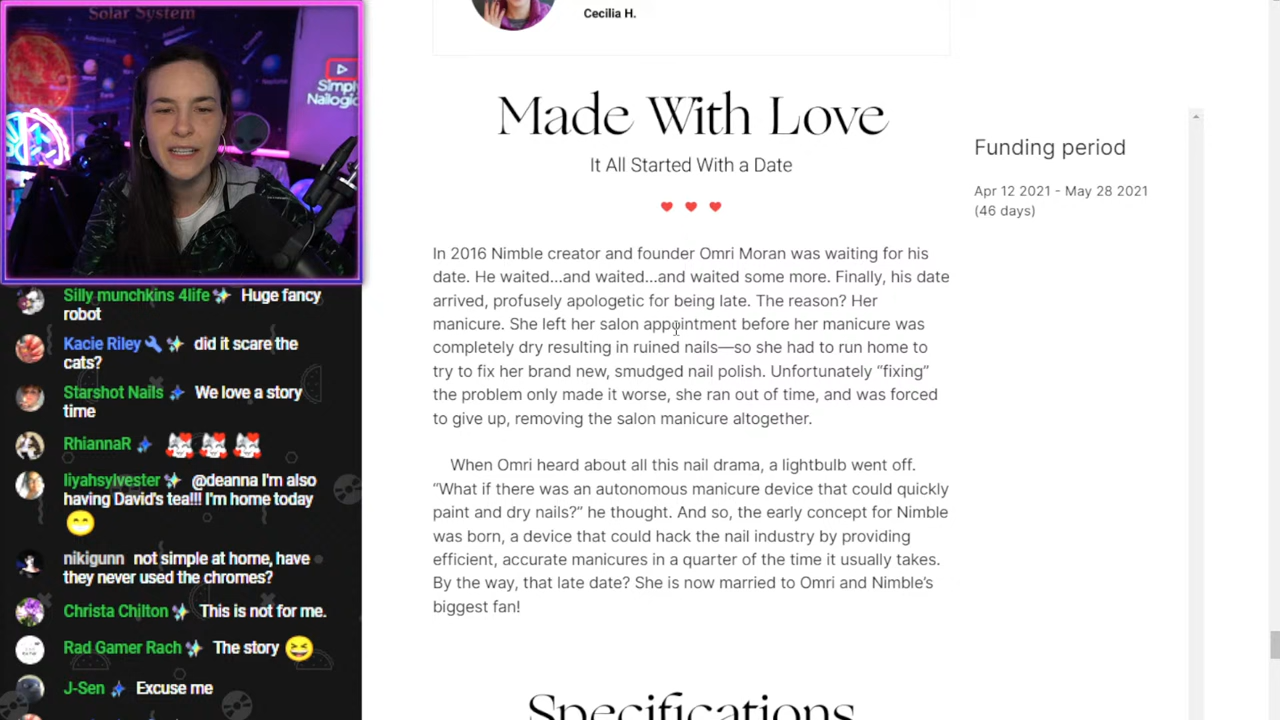 Solar System
Simply
Nailogical
Silly munchkins 4life Huge fancy
robot
Kacie Riley did it scare the
cats?
Starshot Nails We love a story
time
RhiannaR
liyahsylvester @deanna I'm also
having David's tea!!! I'm home today
nikigunn not simple at home, have
they never used the chromes?
Christa Chilton This is not for me.
Rad Gamer Rach The story
J-Sen Excuse me
Cecilia H.
Made With Love
It All Started With a Date
In 2016 Nimble creator and founder Omri Moran was waiting for his
date. He waited...and waited...and waited some more. Finally, his date
arrived, profusely apologetic for being late. The reason? Her
manicure. She left her salon appointment before her manicure was
completely dry resulting in ruined nails—so she had to run home to
try to fix her brand new, smudged nail polish. Unfortunately “fixing”
the problem only made it worse, she ran out of time, and was forced
to give up, removing the salon manicure altogether.
When Omri heard about all this nail drama, a lightbulb went off.
“What if there was an autonomous manicure device that could quickly
paint and dry nails?” he thought. And so, the early concept for Nimble
was born, a device that could hack the nail industry by providing
efficient, accurate manicures in a quarter of the time it usually takes.
By the way, that late date? She is now married to Omri and Nimble’s
biggest fan!
Specifications
Funding period
Apr 12 2021 - May 28 2021
(46 days)